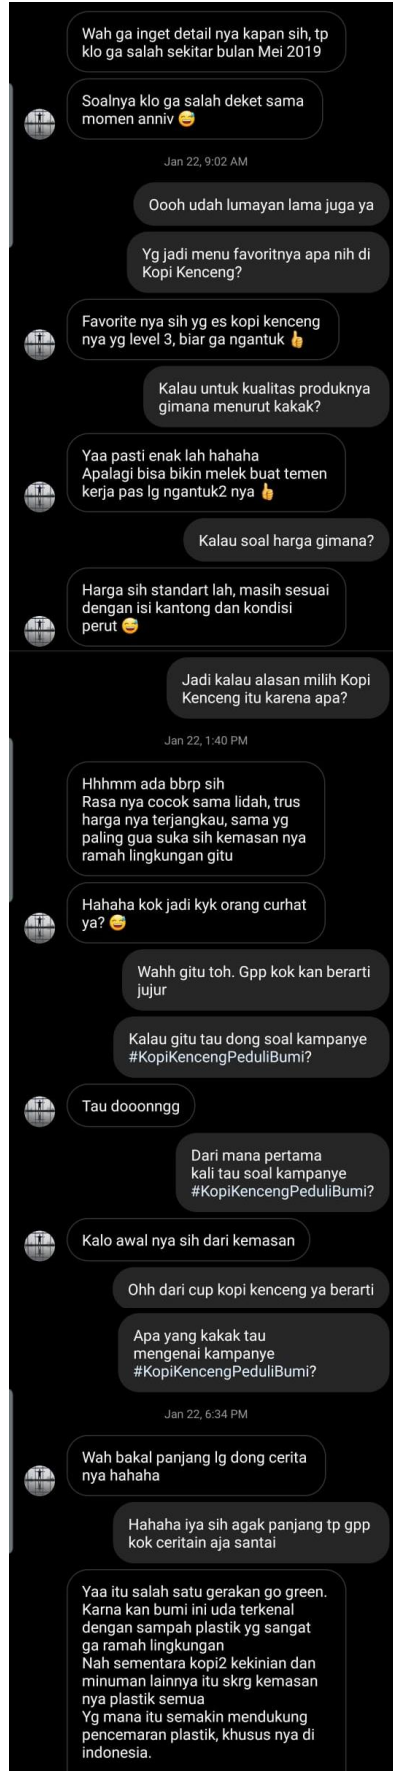 Wah ga inget detail nya kapan sih, tp
klo ga salah sekitar bulan Mei 2019
Soalnya klo ga salah deket sama
momen anniv 😅
Jan 22, 9:02 AM
Oooh udah lumayan lama juga ya
Yg jadi menu favoritnya apa nih di
Kopi Kenceng?
Favorite nya sih yg es kopi kenceng
nya yg level 3, biar ga ngantuk 👍
Kalau untuk kualitas produknya
gimana menurut kakak?
Yaa pasti enak lah hahaha
Apalagi bisa bikin melek buat temen
kerja pas lg ngantuk2 nya 👍
Kalau soal harga gimana?
Harga sih standart lah, masih sesuai
dengan isi kantong dan kondisi
perut 😅
Jadi kalau alasan milih Kopi
Kenceng itu karena apa?
Jan 22, 1:40 PM
Hhhmm ada bbrp sih
Rasa nya cocok sama lidah, trus
harga nya terjangkau, sama yg
paling gua suka sih kemasan nya
ramah lingkungan gitu
Hahaha kok jadi kyk orang curhat
ya? 😅
Wahh gitu toh. Gpp kok kan berarti
jujur
Kalau gitu tau dong soal kampanye
#KopiKencengPeduliBumi?
Tau dooonngg
Dari mana pertama
kali tau soal kampanye
#KopiKencengPeduliBumi?
Kalo awal nya sih dari kemasan
Ohh dari cup kopi kenceng ya berarti
Apa yang kakak tau
mengenai kampanye
#KopiKencengPeduliBumi?
Jan 22, 6:34 PM
Wah bakal panjang lg dong cerita
nya hahaha
Hahaha iya sih agak panjang tp gpp
kok ceritain aja santai
Yaa itu salah satu gerakan go green.
Karna kan bumi ini uda terkenal
dengan sampah plastik yg sangat
ga ramah lingkungan
Nah sementara kopi2 kekinian dan
minuman lainnya itu skrg kemasan
nya plastik semua
Yg mana itu semakin mendukung
pencemaran plastik, khusus nya di
indonesia.